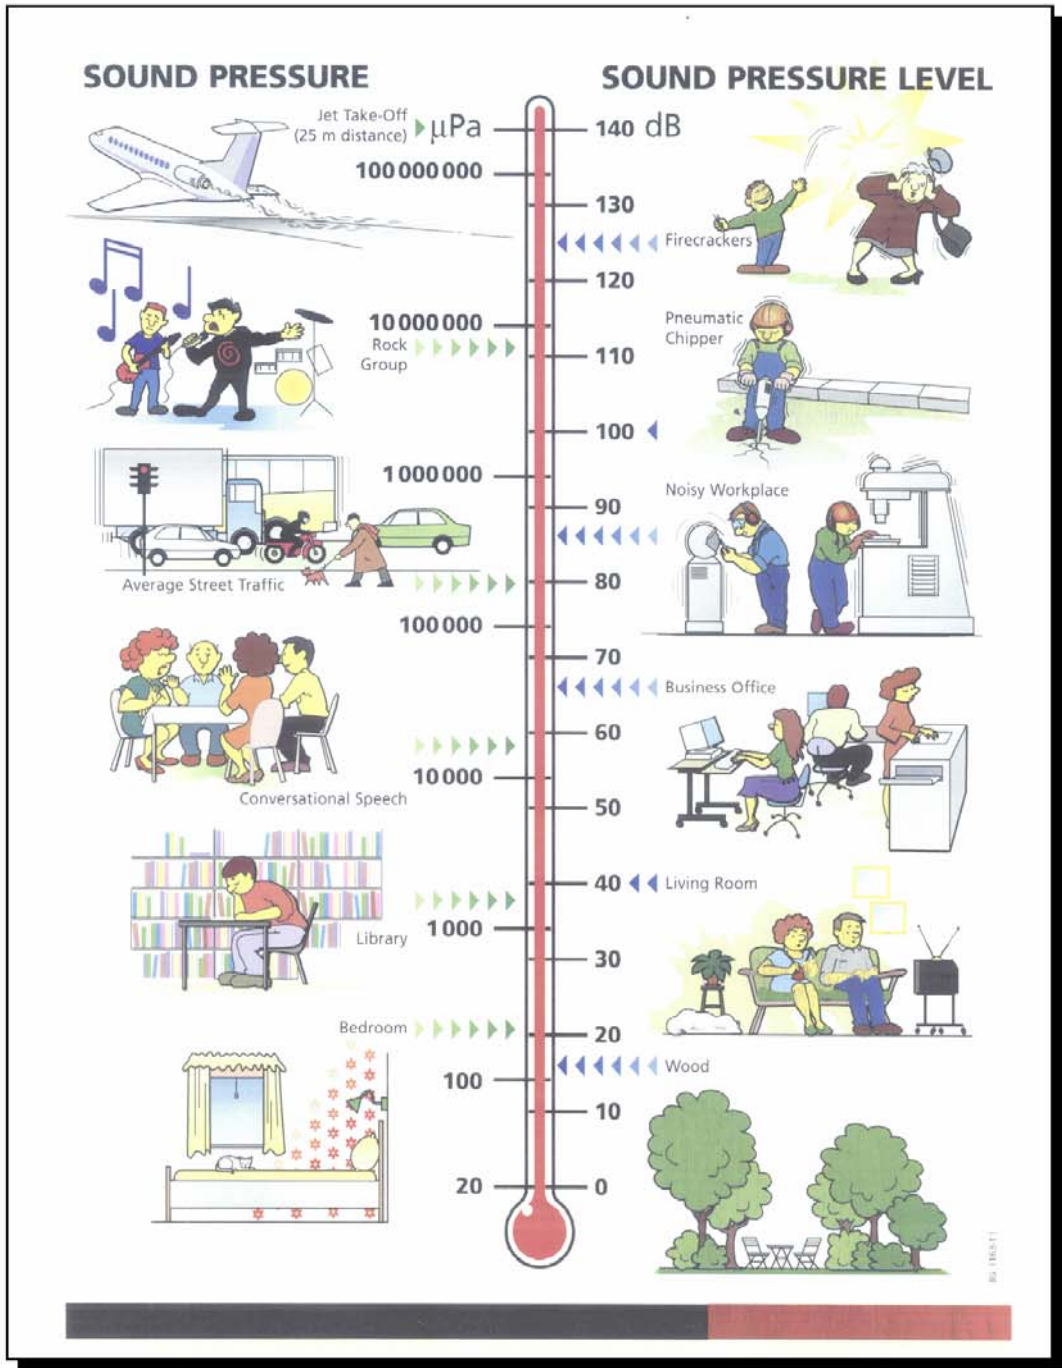 SOUND PRESSURE
SOUND PRESSURE LEVEL
Jet Take-Off
(25 m distance)
μPa
140 dB
100 000 000
130
Firecrackers
120
10 000 000
Pneumatic
Chipper
Rock
Group
110
100
1 000 000
Noisy Workplace
90
Average Street Traffic
80
100 000
70
Business Office
60
10 000
Conversational Speech
50
40
Living Room
Library
1 000
30
Bedroom
20
Wood
100
10
20
0